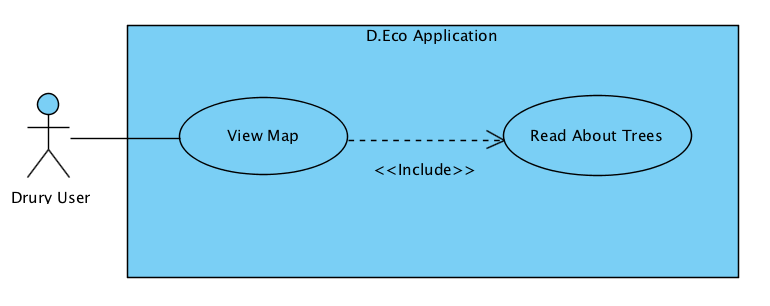 D.Eco Application
View Map
Read About Trees
<<Include>>
Drury User